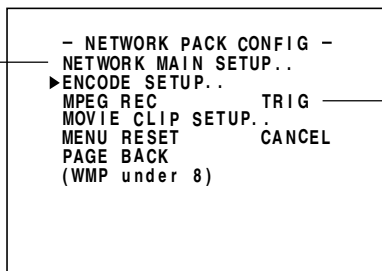 – NETWORK PACK CONFIG –
NETWORK MAIN SETUP..
▶ENCODE SETUP..
MPEG REC TRIG
MOVIE CLIP SETUP..
MENU RESET CANCEL
PAGE BACK
(WMP under 8)